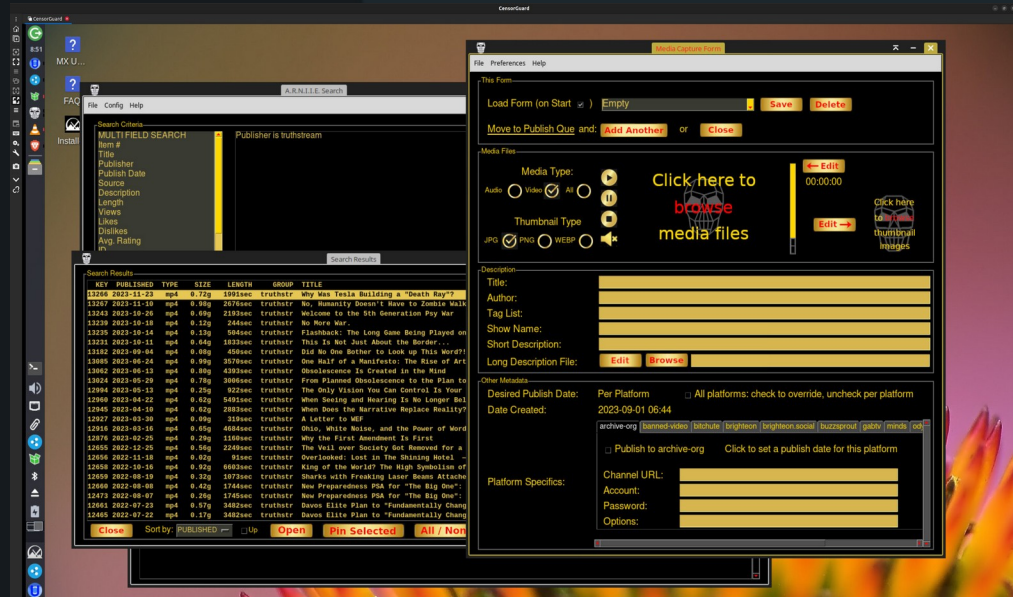 CensorGuard
CensorGuard
8:51
MX U...
FAQ
Install
A.R.N.I.I.E. Search
File Config Help
Search Criteria
MULTI FIELD SEARCH
Item #
Title
Publisher
Publish Date
Source
Description
Length
Views
Likes
Dislikes
Avg. Rating
Publisher is truthstream
Search Results
Search Results
KEY PUBLISHED TYPE SIZE LENGTH GROUP TITLE
13266 2023-11-23 mp4 0.72g 1991sec truthstr Why Was Tesla Building a "Death Ray"?
13267 2023-11-10 mp4 0.98g 2676sec truthstr No, Humanity Doesn't Have to Zombie Walk
13243 2023-10-26 mp4 0.69g 2193sec truthstr Welcome to the 5th Generation Psy War
13239 2023-10-18 mp4 0.12g 244sec truthstr No More War.
13235 2023-10-14 mp4 0.13g 504sec truthstr Flashback: The Long Game Being Played on
13231 2023-10-11 mp4 0.64g 1833sec truthstr This Is Not Just About the Border...
13182 2023-09-04 mp4 0.08g 450sec truthstr Did No One Bother to Look up This Word?!
13085 2023-06-24 mp4 0.99g 3570sec truthstr One Half of a Manifesto: The Rise of Art
13062 2023-06-13 mp4 0.80g 4393sec truthstr Obsolescence Is Created in the Mind
13024 2023-05-29 mp4 0.78g 3006sec truthstr From Planned Obsolescence to the Plan to
12994 2023-05-13 mp4 0.25g 922sec truthstr The Only Vision You Can Control Is Your
12960 2023-04-22 mp4 0.62g 5491sec truthstr When Seeing and Hearing Is No Longer Bel
12945 2023-04-10 mp4 0.62g 2883sec truthstr When Does the Narrative Replace Reality?
12927 2023-03-30 mp4 0.09g 319sec truthstr A Letter to WEF
12916 2023-03-16 mp4 0.65g 4684sec truthstr Ohio, White Noise, and the Power of Word
12876 2023-02-25 mp4 0.29g 1160sec truthstr Why the First Amendment Is First
12655 2022-12-25 mp4 0.56g 2249sec truthstr The Veil over Society Got Removed for a
12656 2022-11-18 mp4 0.02g 91sec truthstr Overlooked: Lost in The Shining Hotel
12658 2022-10-16 mp4 0.92g 6603sec truthstr King of the World? The High Symbolism of
12659 2022-08-19 mp4 0.32g 1073sec truthstr Sharks with Freaking Laser Beams Attache
12660 2022-08-08 mp4 0.42g 1744sec truthstr New Preparedness PSA for "The Big One":
12473 2022-08-07 mp4 0.26g 1745sec truthstr New Preparedness PSA for "The Big One":
12661 2022-07-23 mp4 0.57g 3482sec truthstr Davos Elite Plan to "Fundamentally Chang
12465 2022-07-22 mp4 0.17g 3482sec truthstr Davos Elite Plan to "Fundamentally Chang
Close Sort by: PUBLISHED Up Open Pin Selected All / Non
Media Capture Form
File Preferences Help
This Form
Load Form (on Start ) Empty Save Delete
Move to Publish Que and: Add Another or Close
Media Files
Media Type:
Audio Video All
Thumbnail Type
JPG PNG WEBP
Click here to
browse
media files
←Edit
00:00:00
Edit→
Click here
to
thumbnail
images
Description
Title:
Author:
Tag List:
Show Name:
Short Description:
Long Description File: Edit Browse
Other Metadata
Desired Publish Date: Per Platform All platforms: check to override, uncheck per platform
Date Created: 2023-09-01 06:44
archive-org banned-video bitchute brighteon brighteon.social buzzsprout gabtv minds ody
Publish to archive-org Click to set a publish date for this platform
Platform Specifics:
Channel URL:
Account:
Password:
Options: